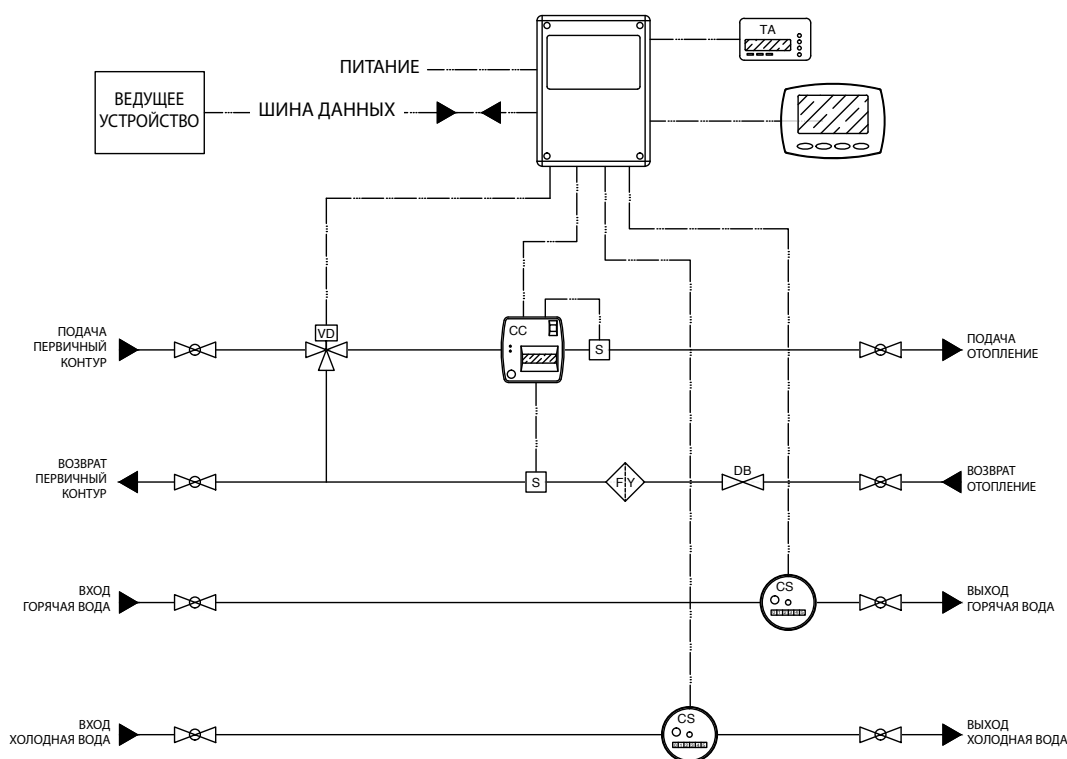 TA
ПИТАНИЕ
ВЕДУЩЕЕ
УСТРОЙСТВО
ШИНА ДАННЫХ
VD
CC
ПОДАЧА
ПЕРВИЧНЫЙ
КОНТУР
S
ПОДАЧА
ОТОПЛЕНИЕ
ВОЗВРАТ
ПЕРВИЧНЫЙ
КОНТУР
S
FY
DB
ВОЗВРАТ
ОТОПЛЕНИЕ
ВХОД
ГОРЯЧАЯ ВОДА
CS
ВЫХОД
ГОРЯЧАЯ ВОДА
ВХОД
ХОЛОДНАЯ ВОДА
CS
ВЫХОД
ХОЛОДНАЯ ВОДА